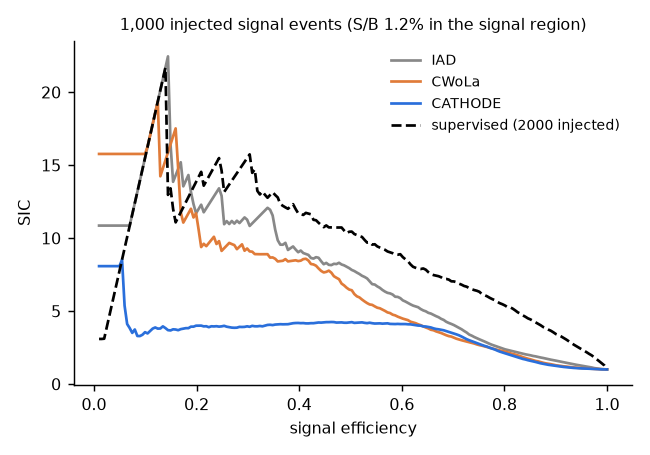 1,000 injected signal events (S/B 1.2% in the signal region)
IAD
CWoLa
CATHODE
supervised (2000 injected)
SIC
20
15
10
5
0
0.0 0.2 0.4 0.6 0.8 1.0
signal efficiency